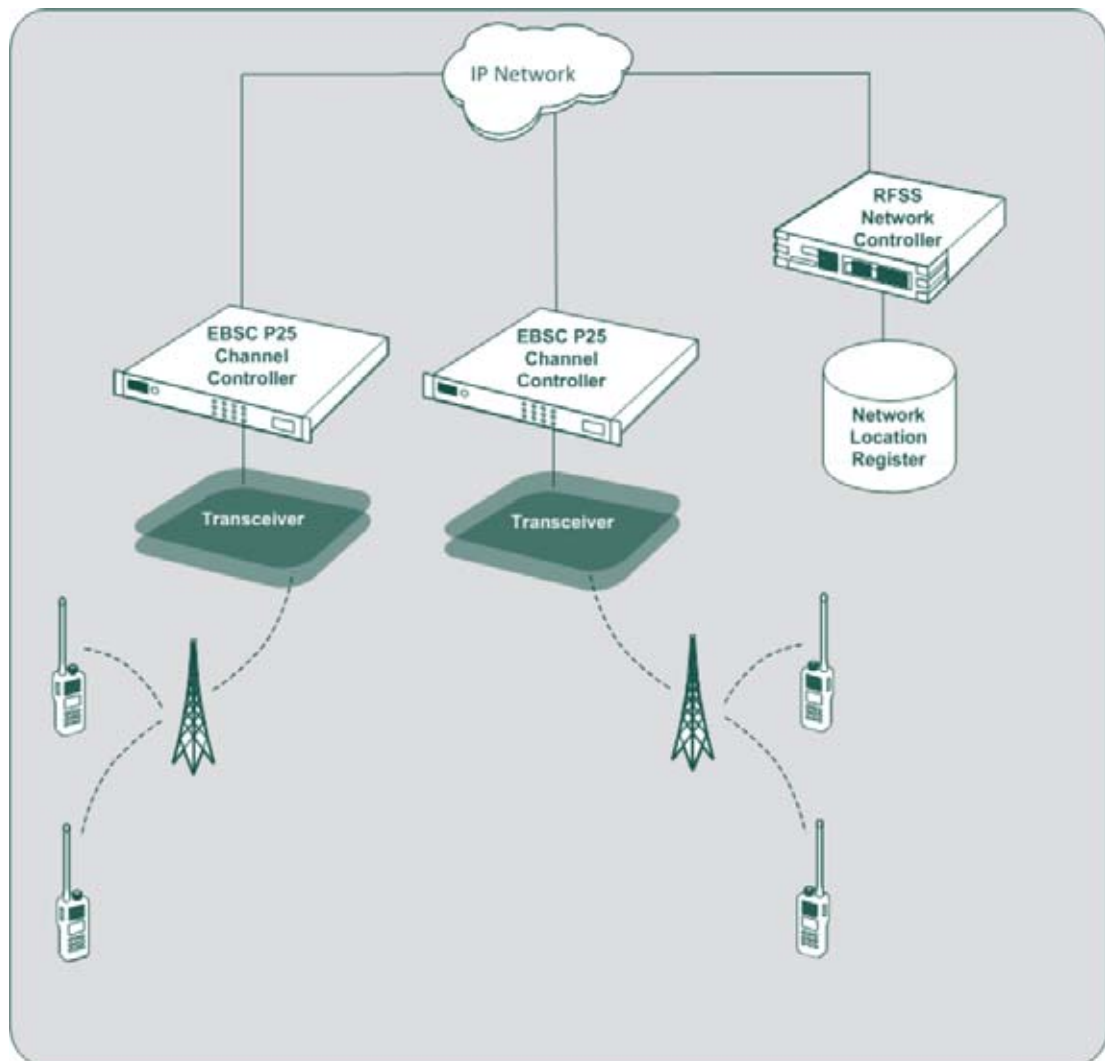 IP Network
RFSS
Network
Controller
EBSC P25
Channel
Controller
EBSC P25
Channel
Controller
Network
Location
Register
Transceiver
Transceiver